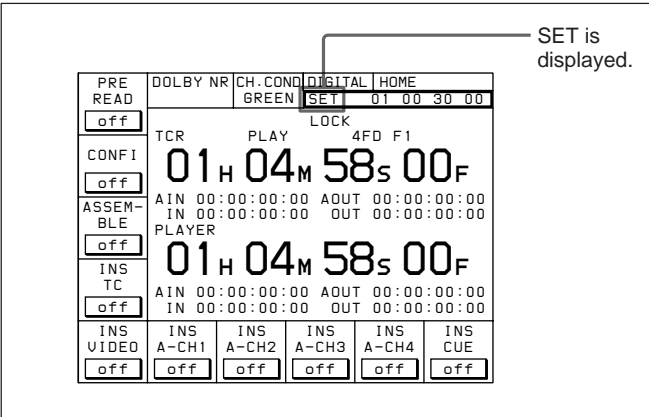 SET is
displayed.
PRE
READ
off
DOLBY NR
CH.COND
GREEN
DIGITAL
HOME
SET 01 00 30 00
LOCK
TCR PLAY 4FD F1
01H 04M 58S 00F
AIN 00:00:00:00 AOUT 00:00:00:00
IN 00:00:00:00 OUT 00:00:00:00
PLAYER
01H 04M 58S 00F
AIN 00:00:00:00 AOUT 00:00:00:00
IN 00:00:00:00 OUT 00:00:00:00
CONFI
off
ASSEM-
BLE
off
INS
TC
off
INS
VIDEO
off
INS
A-CH1
off
INS
A-CH2
off
INS
A-CH3
off
INS
A-CH4
off
INS
CUE
off